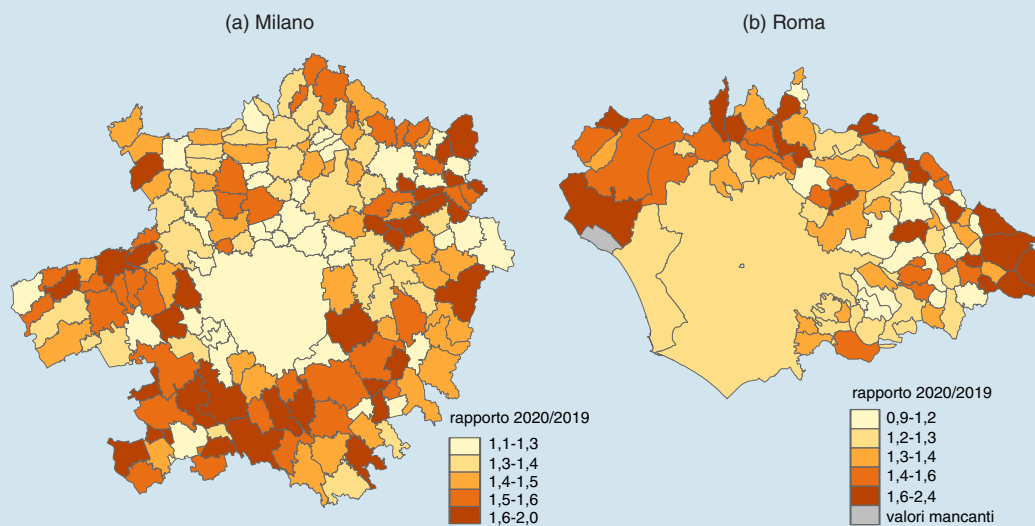 (a) Milano
(b) Roma
rapporto 2020/2019
1,1-1,3
1,3-1,4
1,4-1,5
1,5-1,6
1,6-2,0
rapporto 2020/2019
0,9-1,2
1,2-1,3
1,3-1,4
1,4-1,6
1,6-2,4
valori mancanti